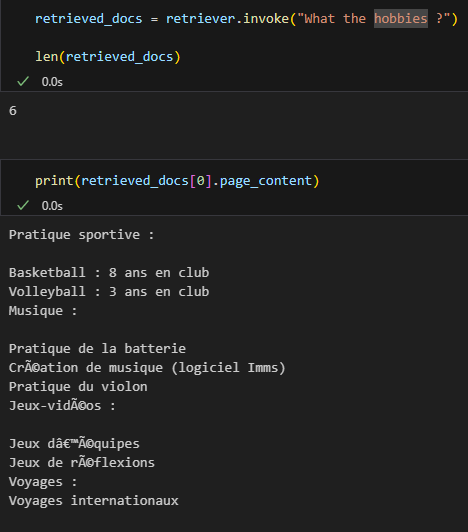 retrieved_docs = retriever.invoke("What the hobbies ?")
len(retrieved_docs)
0.0s
6
print(retrieved_docs[0].page_content)
0.0s
Pratique sportive :
Basketball : 8 ans en club
Volleyball : 3 ans en club
Musique :
Pratique de la batterie
CrÃ©ation de musique (logiciel Imms)
Pratique du violon
Jeux-vidÃ©os :
Jeux dâ€™Ã©quipes
Jeux de rÃ©flexions
Voyages :
Voyages internationaux